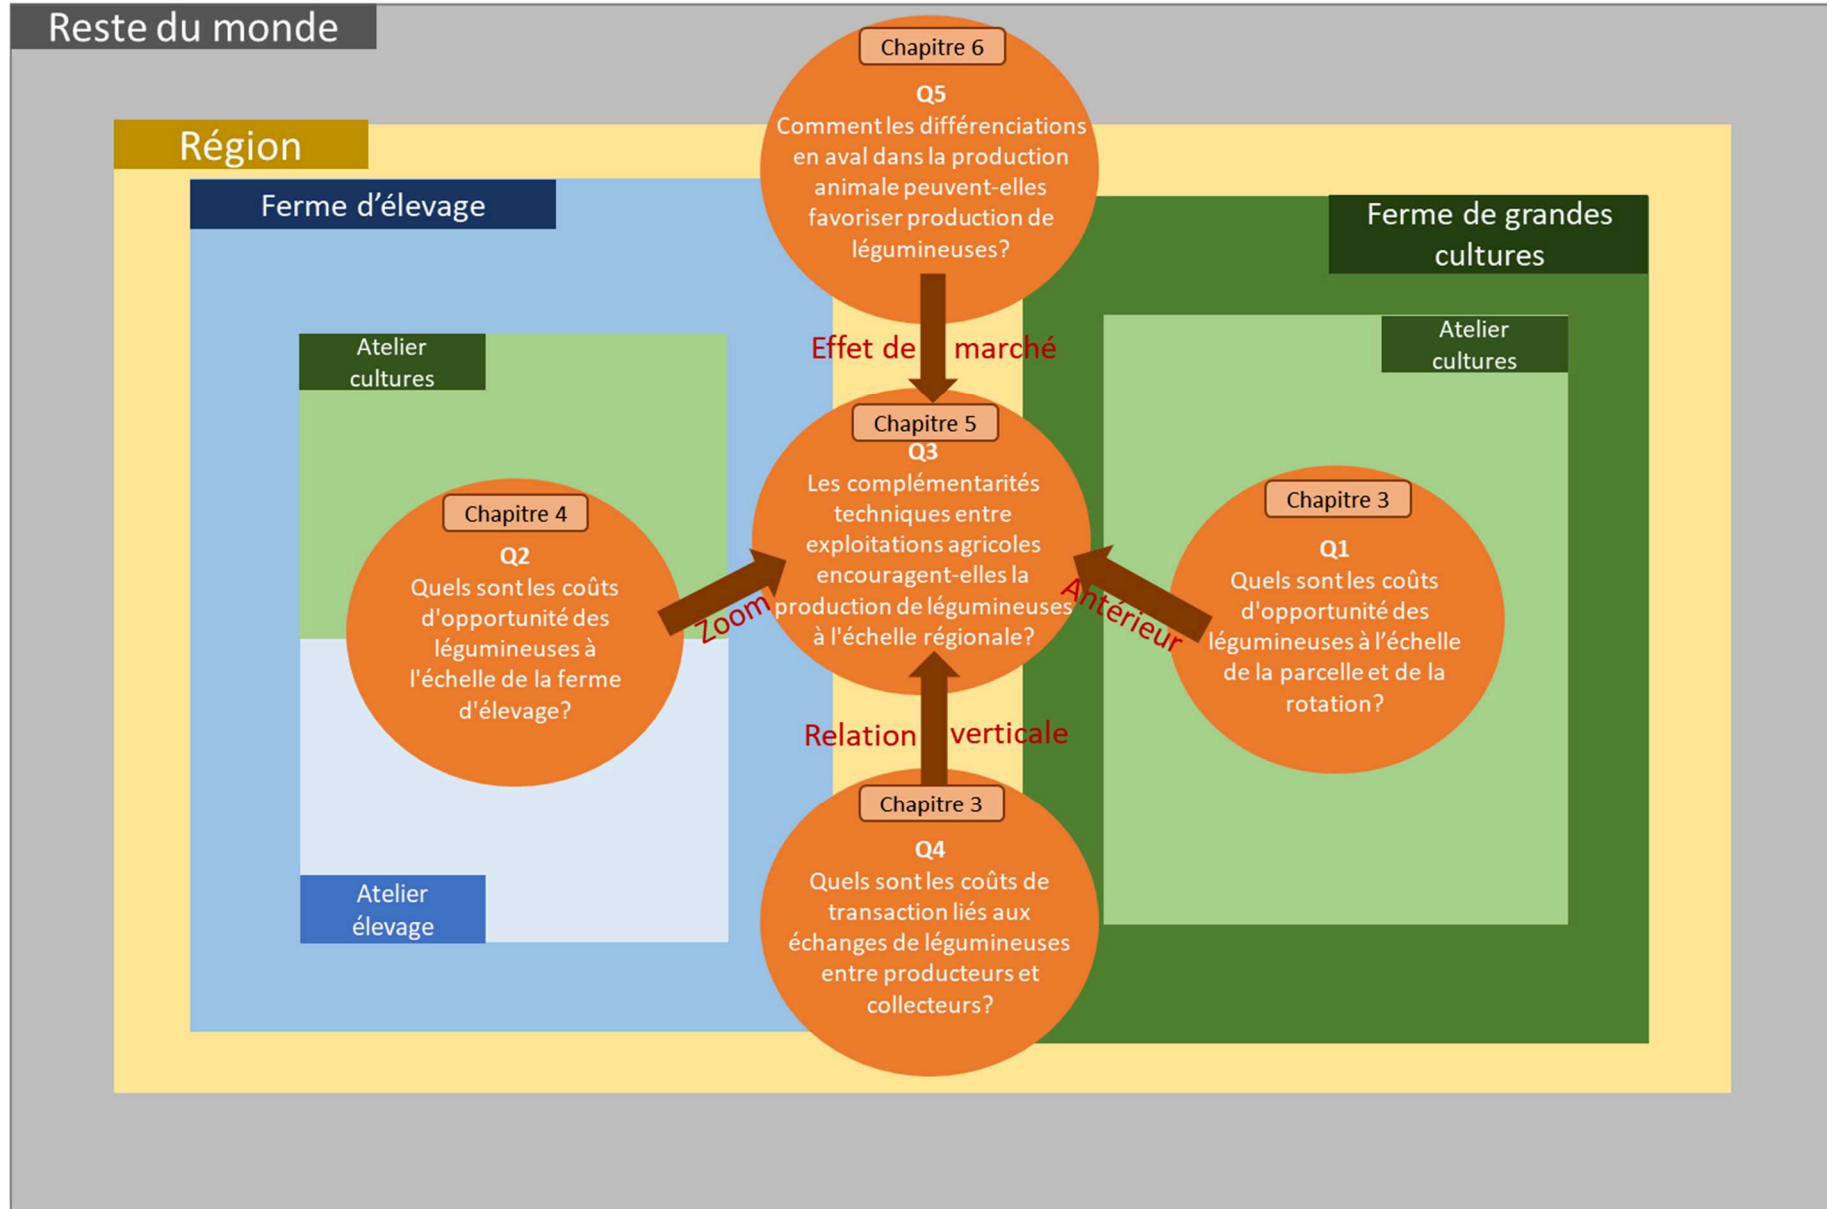 Reste du monde
Chapitre 6
Q5
Comment les différenciations
en aval dans la production
animale peuvent-elles
favoriser production de
légumineuses?
Région
Ferme d'élevage
Ferme de grandes
cultures
Atelier
cultures
Effet de marché
Atelier
cultures
Chapitre 5
Q3
Les complémentarités
techniques entre
exploitations agricoles
encouragent-elles la
production de légumineuses
à l'échelle régionale?
Chapitre 4
Q2
Quels sont les coûts
d'opportunité des
légumineuses à
l'échelle de la ferme
d'élevage?
Zoom
Chapitre 3
Q1
Quels sont les coûts
d'opportunité des
légumineuses à l’échelle
de la parcelle et de la
rotation?
Antérieur
Relation verticale
Chapitre 3
Q4
Quels sont les coûts de
transaction liés aux
échanges de légumineuses
entre producteurs et
collecteurs?
Atelier
élevage